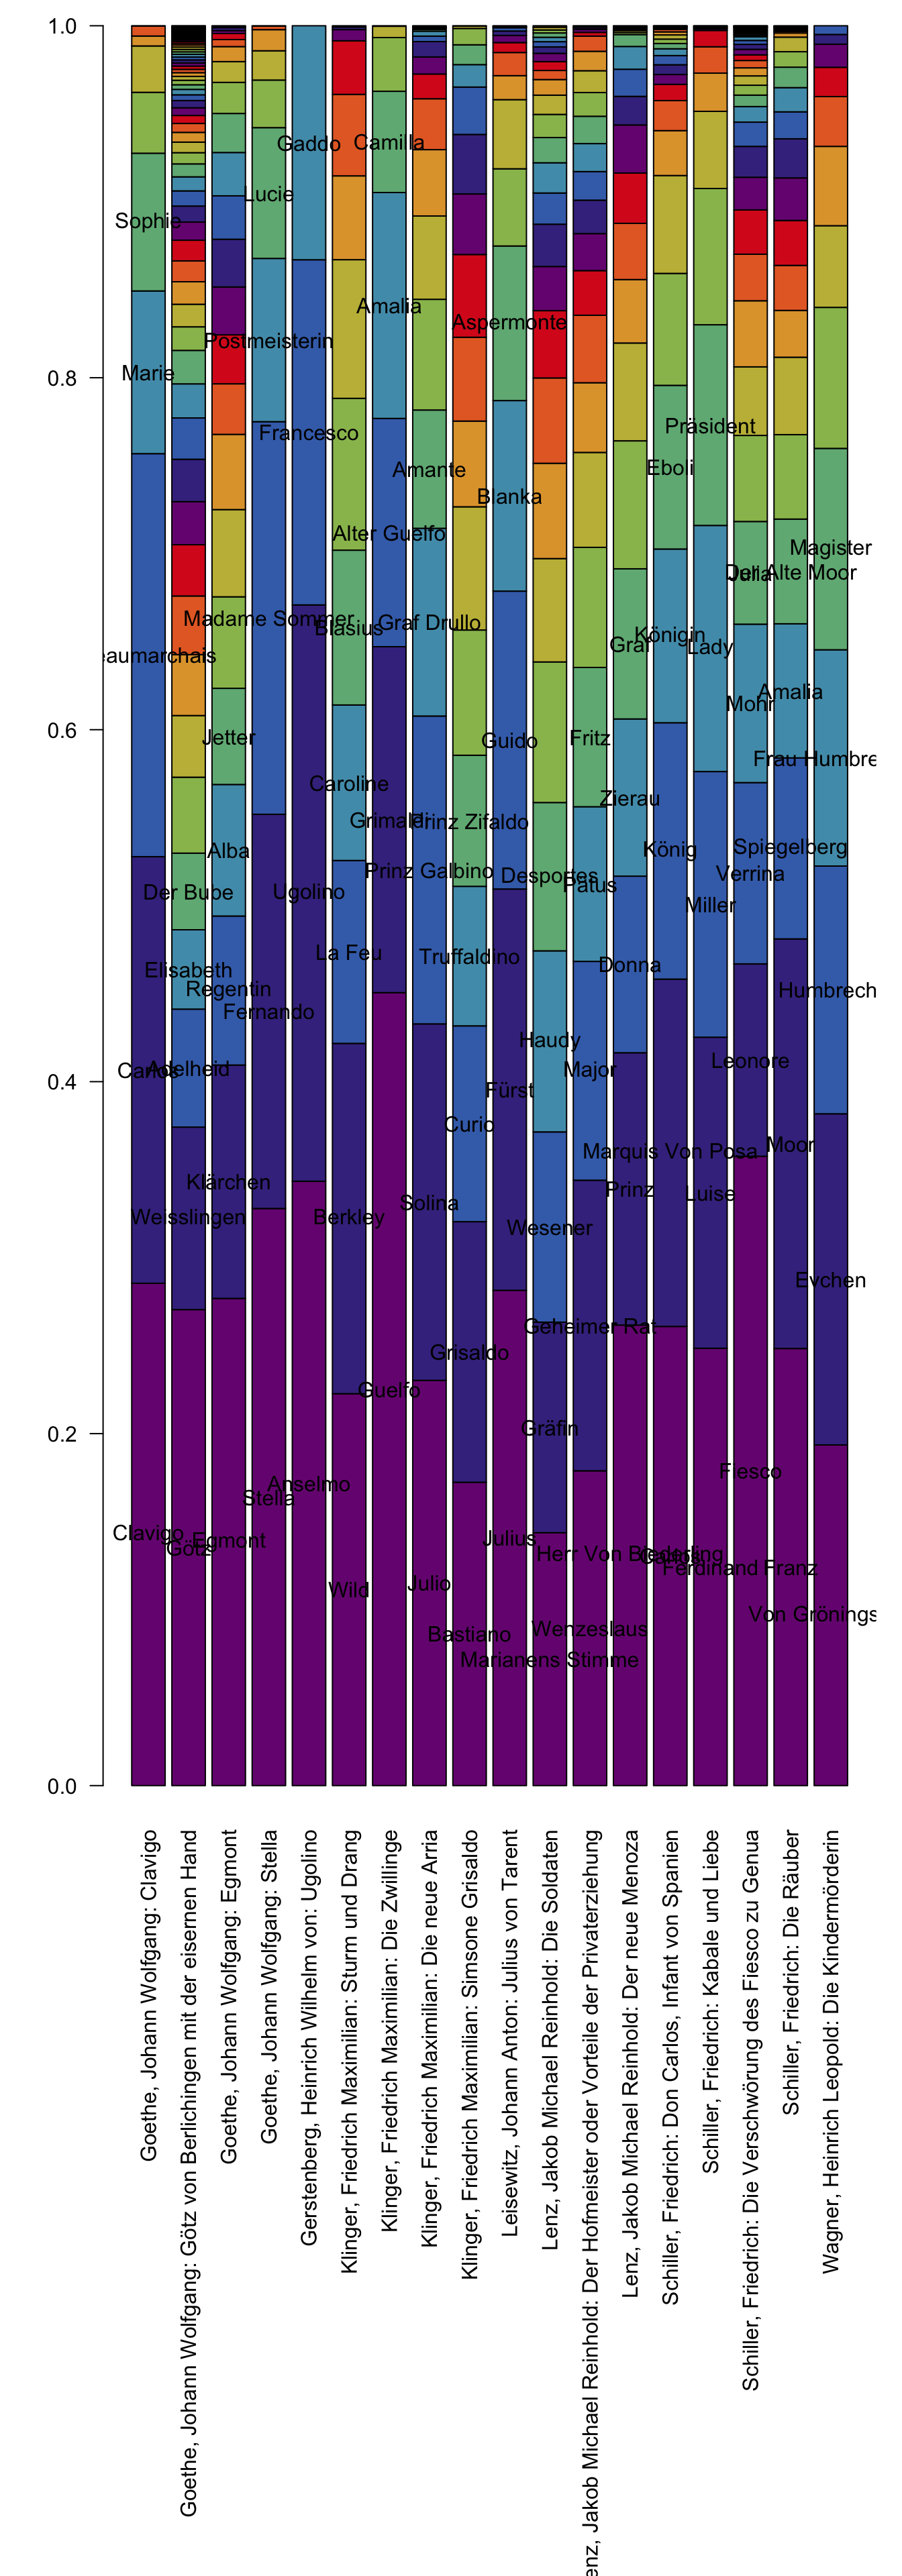 1.0
0.8
0.6
0.4
0.2
0.0
Sophie
Marie
eaumarchais
Carlos
Clavigo
Der Bube
Elisabeth
Adelheid
Weisslingen
Götz
Jetter
Alba
Regentin
Klärchen
Egmont
Lucie
Postmeisterin
Madame Sommer
Fernando
Stella
Gaddo
Francesco
Ugolino
Anselmo
Blasius
Caroline
La Feu
Berkley
Wild
Camilla
Amalia
Alter Guelfo
Grimaldi
Guelfo
Amante
Graf Drullo
Prinz Galbino
Solina
Julio
Prinz Zifaldo
Truffaldino
Curio
Grisaldo
Bastiano
Aspermonte
Blanka
Guido
Fürst
Julius
Desportes
Haudy
Wesener
Gräfin
Marianens Stimme
Fritz
Pätus
Major
Geheimer Rat
Wenzeslaus
Graf
Zierau
Donna
Prinz
Herr Von Biederling
Eboli
Königin
König
Marquis Von Posa
Carlos
Präsident
Lady
Miller
Luise
Ferdinand
Julia
Mohr
Verrina
Leonore
Fiesco
Der Alte Moor
Amalia
Spiegelberg
Moor
Franz
Magister
Frau Humbre
Humbrech
Evchen
Von Grönings
Goethe, Johann Wolfgang: Clavigo
Goethe, Johann Wolfgang: Götz von Berlichingen mit der eisernen Hand
Goethe, Johann Wolfgang: Egmont
Goethe, Johann Wolfgang: Stella
Gerstenberg, Heinrich Wilhelm von: Ugolino
Klinger, Friedrich Maximilian: Sturm und Drang
Klinger, Friedrich Maximilian: Die Zwillinge
Klinger, Friedrich Maximilian: Die neue Arria
Klinger, Friedrich Maximilian: Simsone Grisaldo
Leisewitz, Johann Anton: Julius von Tarent
Lenz, Jakob Michael Reinhold: Die Soldaten
enz, Jakob Michael Reinhold: Der Hofmeister oder Vorteile der Privaterziehung
Lenz, Jakob Michael Reinhold: Der neue Menoza
Schiller, Friedrich: Don Carlos, Infant von Spanien
Schiller, Friedrich: Kabale und Liebe
Schiller, Friedrich: Die Verschwörung des Fiesco zu Genua
Schiller, Friedrich: Die Räuber
Wagner, Heinrich Leopold: Die Kindermörderin